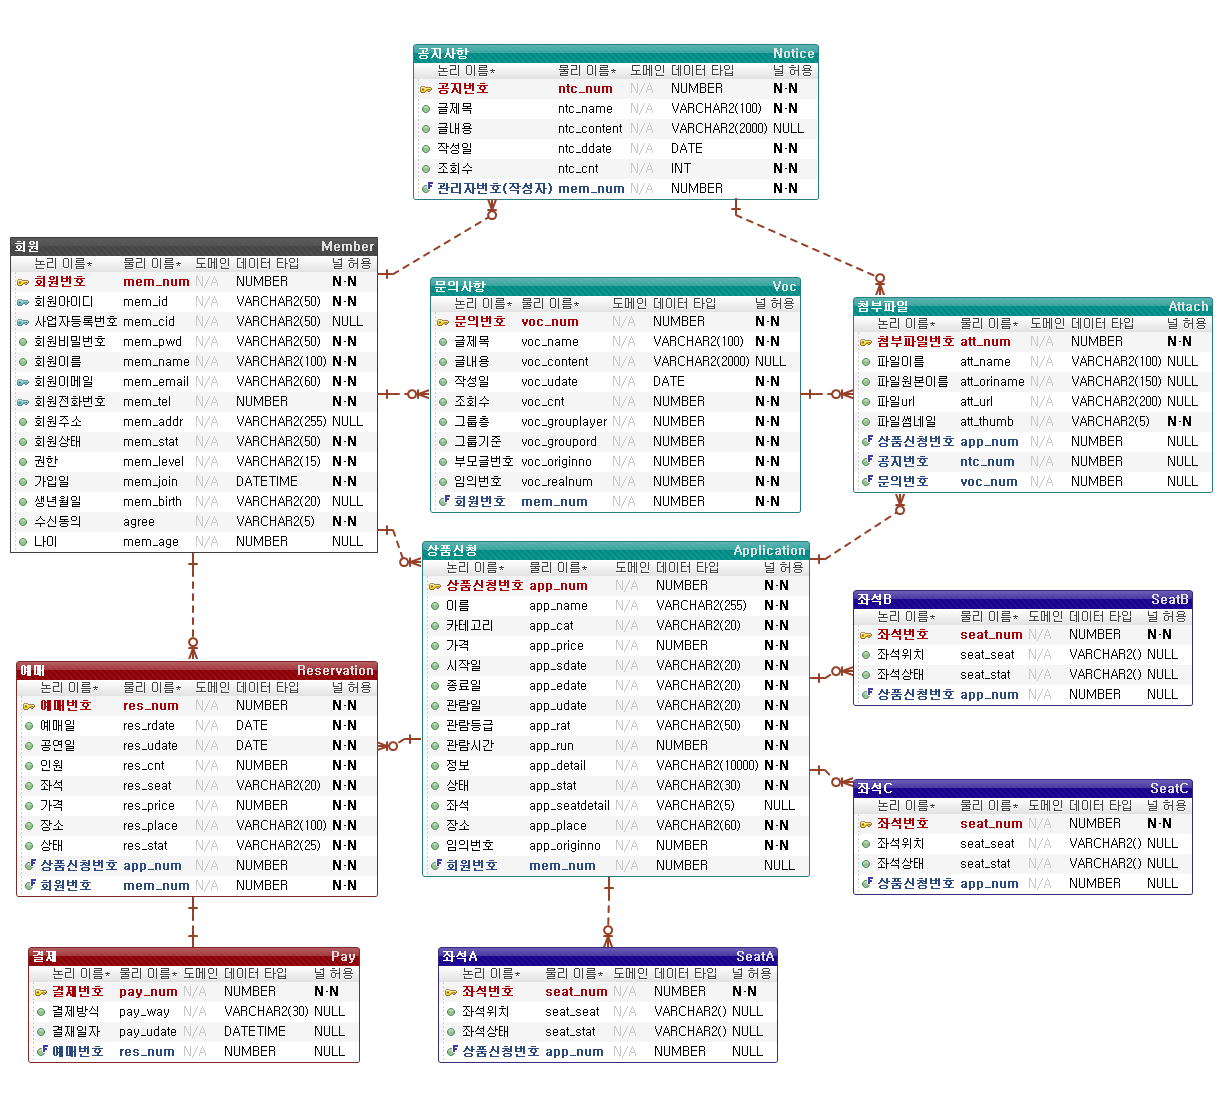 공지사항 Notice
논리 이름* 물리 이름* 도메인 데이터 타입 널 허용
공지번호 ntc_num N/A NUMBER N-N
글제목 ntc_name N/A VARCHAR2(100) N-N
글내용 ntc_content N/A VARCHAR2(2000) NULL
작성일 ntc_ddate N/A DATE N-N
조회수 ntc_cnt N/A INT N-N
관리자번호(작성자) mem_num N/A NUMBER N-N
회원 Member
논리 이름* 물리 이름* 도메인 데이터 타입 널 허용
회원번호 mem_num N/A NUMBER N-N
회원아이디 mem_id N/A VARCHAR2(50) N-N
사업자등록번호 mem_cid N/A VARCHAR2(50) NULL
회원비밀번호 mem_pwd N/A VARCHAR2(50) N-N
회원이름 mem_name N/A VARCHAR2(100) N-N
회원이메일 mem_email N/A VARCHAR2(60) N-N
회원전화번호 mem_tel N/A NUMBER N-N
회원주소 mem_addr N/A VARCHAR2(255) NULL
회원상태 mem_stat N/A VARCHAR2(50) N-N
권한 mem_level N/A VARCHAR2(15) N-N
가입일 mem_join N/A DATETIME N-N
생년월일 mem_birth N/A VARCHAR2(20) NULL
수신동의 agree N/A VARCHAR2(5) N-N
나이 mem_age N/A NUMBER NULL
문의사항 Voc
논리 이름* 물리 이름* 도메인 데이터 타입 널 허용
문의번호 voc_num N/A NUMBER N-N
글제목 voc_name N/A VARCHAR2(100) N-N
글내용 voc_content N/A VARCHAR2(2000) NULL
작성일 voc_udate N/A DATE N-N
조회수 voc_cnt N/A NUMBER N-N
그룹층 voc_grouplayer N/A NUMBER N-N
그룹기준 voc_groupord N/A NUMBER N-N
부모글번호 voc_originno N/A NUMBER N-N
임의번호 voc_realnum N/A NUMBER N-N
회원번호 mem_num N/A NUMBER N-N
첨부파일 Attach
논리 이름* 물리 이름* 도메인 데이터 타입 널 허용
첨부파일번호 att_num N/A NUMBER N-N
파일이름 att_name N/A VARCHAR2(100) NULL
파일원본이름 att_oriname N/A VARCHAR2(150) NULL
파일url att_url N/A VARCHAR2(200) NULL
파일썸네일 att_thumb N/A VARCHAR2(5) N-N
상품신청번호 app_num N/A NUMBER NULL
공지번호 ntc_num N/A NUMBER NULL
문의번호 voc_num N/A NUMBER NULL
상품신청 Application
논리 이름* 물리 이름* 도메인 데이터 타입 널 허용
상품신청번호 app_num N/A NUMBER N-N
이름 app_name N/A VARCHAR2(255) N-N
카테고리 app_cat N/A VARCHAR2(20) N-N
가격 app_price N/A NUMBER N-N
시작일 app_sdate N/A VARCHAR2(20) N-N
종료일 app_edate N/A VARCHAR2(20) N-N
관람일 app_udate N/A VARCHAR2(20) N-N
관람등급 app_rat N/A VARCHAR2(50) N-N
관람시간 app_run N/A NUMBER N-N
정보 app_detail N/A VARCHAR2(10000) N-N
상태 app_stat N/A VARCHAR2(30) N-N
좌석 app_seatdetail N/A VARCHAR2(5) NULL
장소 app_place N/A VARCHAR2(60) N-N
임의번호 app_originno N/A NUMBER N-N
회원번호 mem_num N/A NUMBER NULL
좌석B SeatB
논리 이름* 물리 이름* 도메인 데이터 타입 널 허용
좌석번호 seat_num N/A NUMBER N-N
좌석위치 seat_seat N/A VARCHAR2() NULL
좌석상태 seat_stat N/A VARCHAR2() NULL
상품신청번호 app_num N/A NUMBER NULL
예매 Reservation
논리 이름* 물리 이름* 도메인 데이터 타입 널 허용
예매번호 res_num N/A NUMBER N-N
예매일 res_rdate N/A DATE N-N
공연일 res_udate N/A DATE N-N
인원 res_cnt N/A NUMBER N-N
좌석 res_seat N/A VARCHAR2(20) N-N
가격 res_price N/A NUMBER N-N
장소 res_place N/A VARCHAR2(100) N-N
상태 res_stat N/A VARCHAR2(25) N-N
상품신청번호 app_num N/A NUMBER N-N
회원번호 mem_num N/A NUMBER N-N
좌석C SeatC
논리 이름* 물리 이름* 도메인 데이터 타입 널 허용
좌석번호 seat_num N/A NUMBER N-N
좌석위치 seat_seat N/A VARCHAR2() NULL
좌석상태 seat_stat N/A VARCHAR2() NULL
상품신청번호 app_num N/A NUMBER NULL
결제 Pay
논리 이름* 물리 이름* 도메인 데이터 타입 널 허용
결제번호 pay_num N/A NUMBER N-N
결제방식 pay_way N/A VARCHAR2(30) NULL
결재일자 pay_udate N/A DATETIME NULL
예매번호 res_num N/A NUMBER NULL
좌석A SeatA
논리 이름* 물리 이름* 도메인 데이터 타입 널 허용
좌석번호 seat_num N/A NUMBER N-N
좌석위치 seat_seat N/A VARCHAR2() NULL
좌석상태 seat_stat N/A VARCHAR2() NULL
상품신청번호 app_num N/A NUMBER NULL